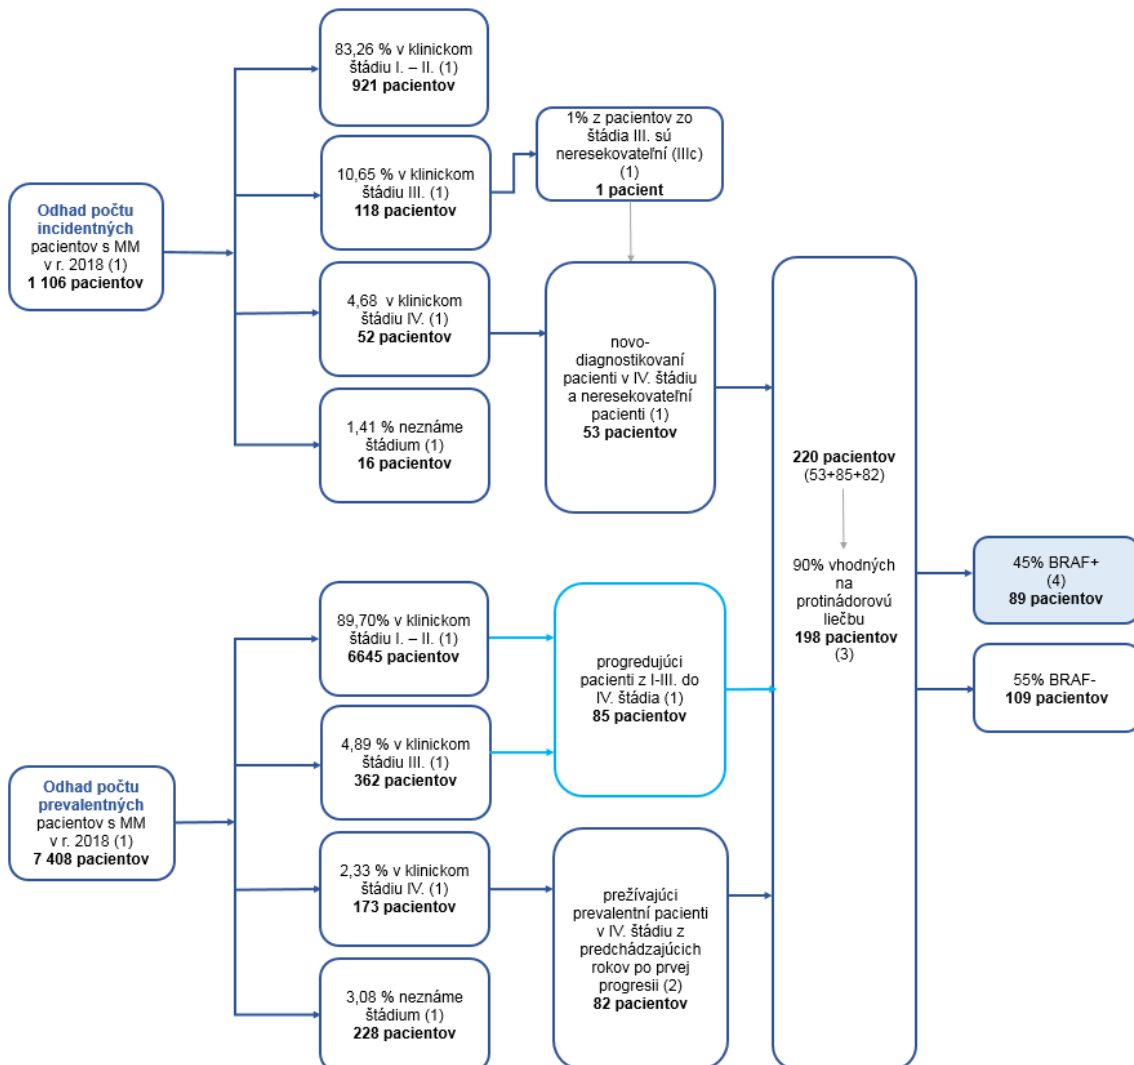 83,26 % v klinickom
štádiu I. – II. (1)
921 pacientov
1% z pacientov zo
štádia III. sú
neresekovateľní (IIIc)
(1)
1 pacient
10,65 % v klinickom
štádiu III. (1)
118 pacientov
Odhad počtu
incidentných
pacientov s MM
v r. 2018 (1)
1 106 pacientov
4,68  v klinickom
štádiu IV. (1)
52 pacientov
novo-
diagnostikovaní
pacienti v IV. štádiu
a neresekovateľní
pacienti (1)
53 pacientov
1,41 % neznáme
štádium (1)
16 pacientov
220 pacientov
(53+85+82)
90% vhodných
na
protinádorovú
liečbu
198 pacientov
(3)
45% BRAF+
(4)
89 pacientov
55% BRAF-
109 pacientov
89,70% v klinickom
štádiu I. – II. (1)
6645 pacientov
progredujúci
pacienti z I-III. do
IV. štádia (1)
85 pacientov
4,89 % v klinickom
štádiu III. (1)
362 pacientov
Odhad počtu
prevalentných
pacientov s MM
v r. 2018 (1)
7 408 pacientov
2,33 % v klinickom
štádiu IV. (1)
173 pacientov
prežívajúci
prevalentní pacienti
v IV. štádiu z
predchádzajúcich
rokov po prvej
progresii (2)
82 pacientov
3,08 % neznáme
štádium (1)
228 pacientov